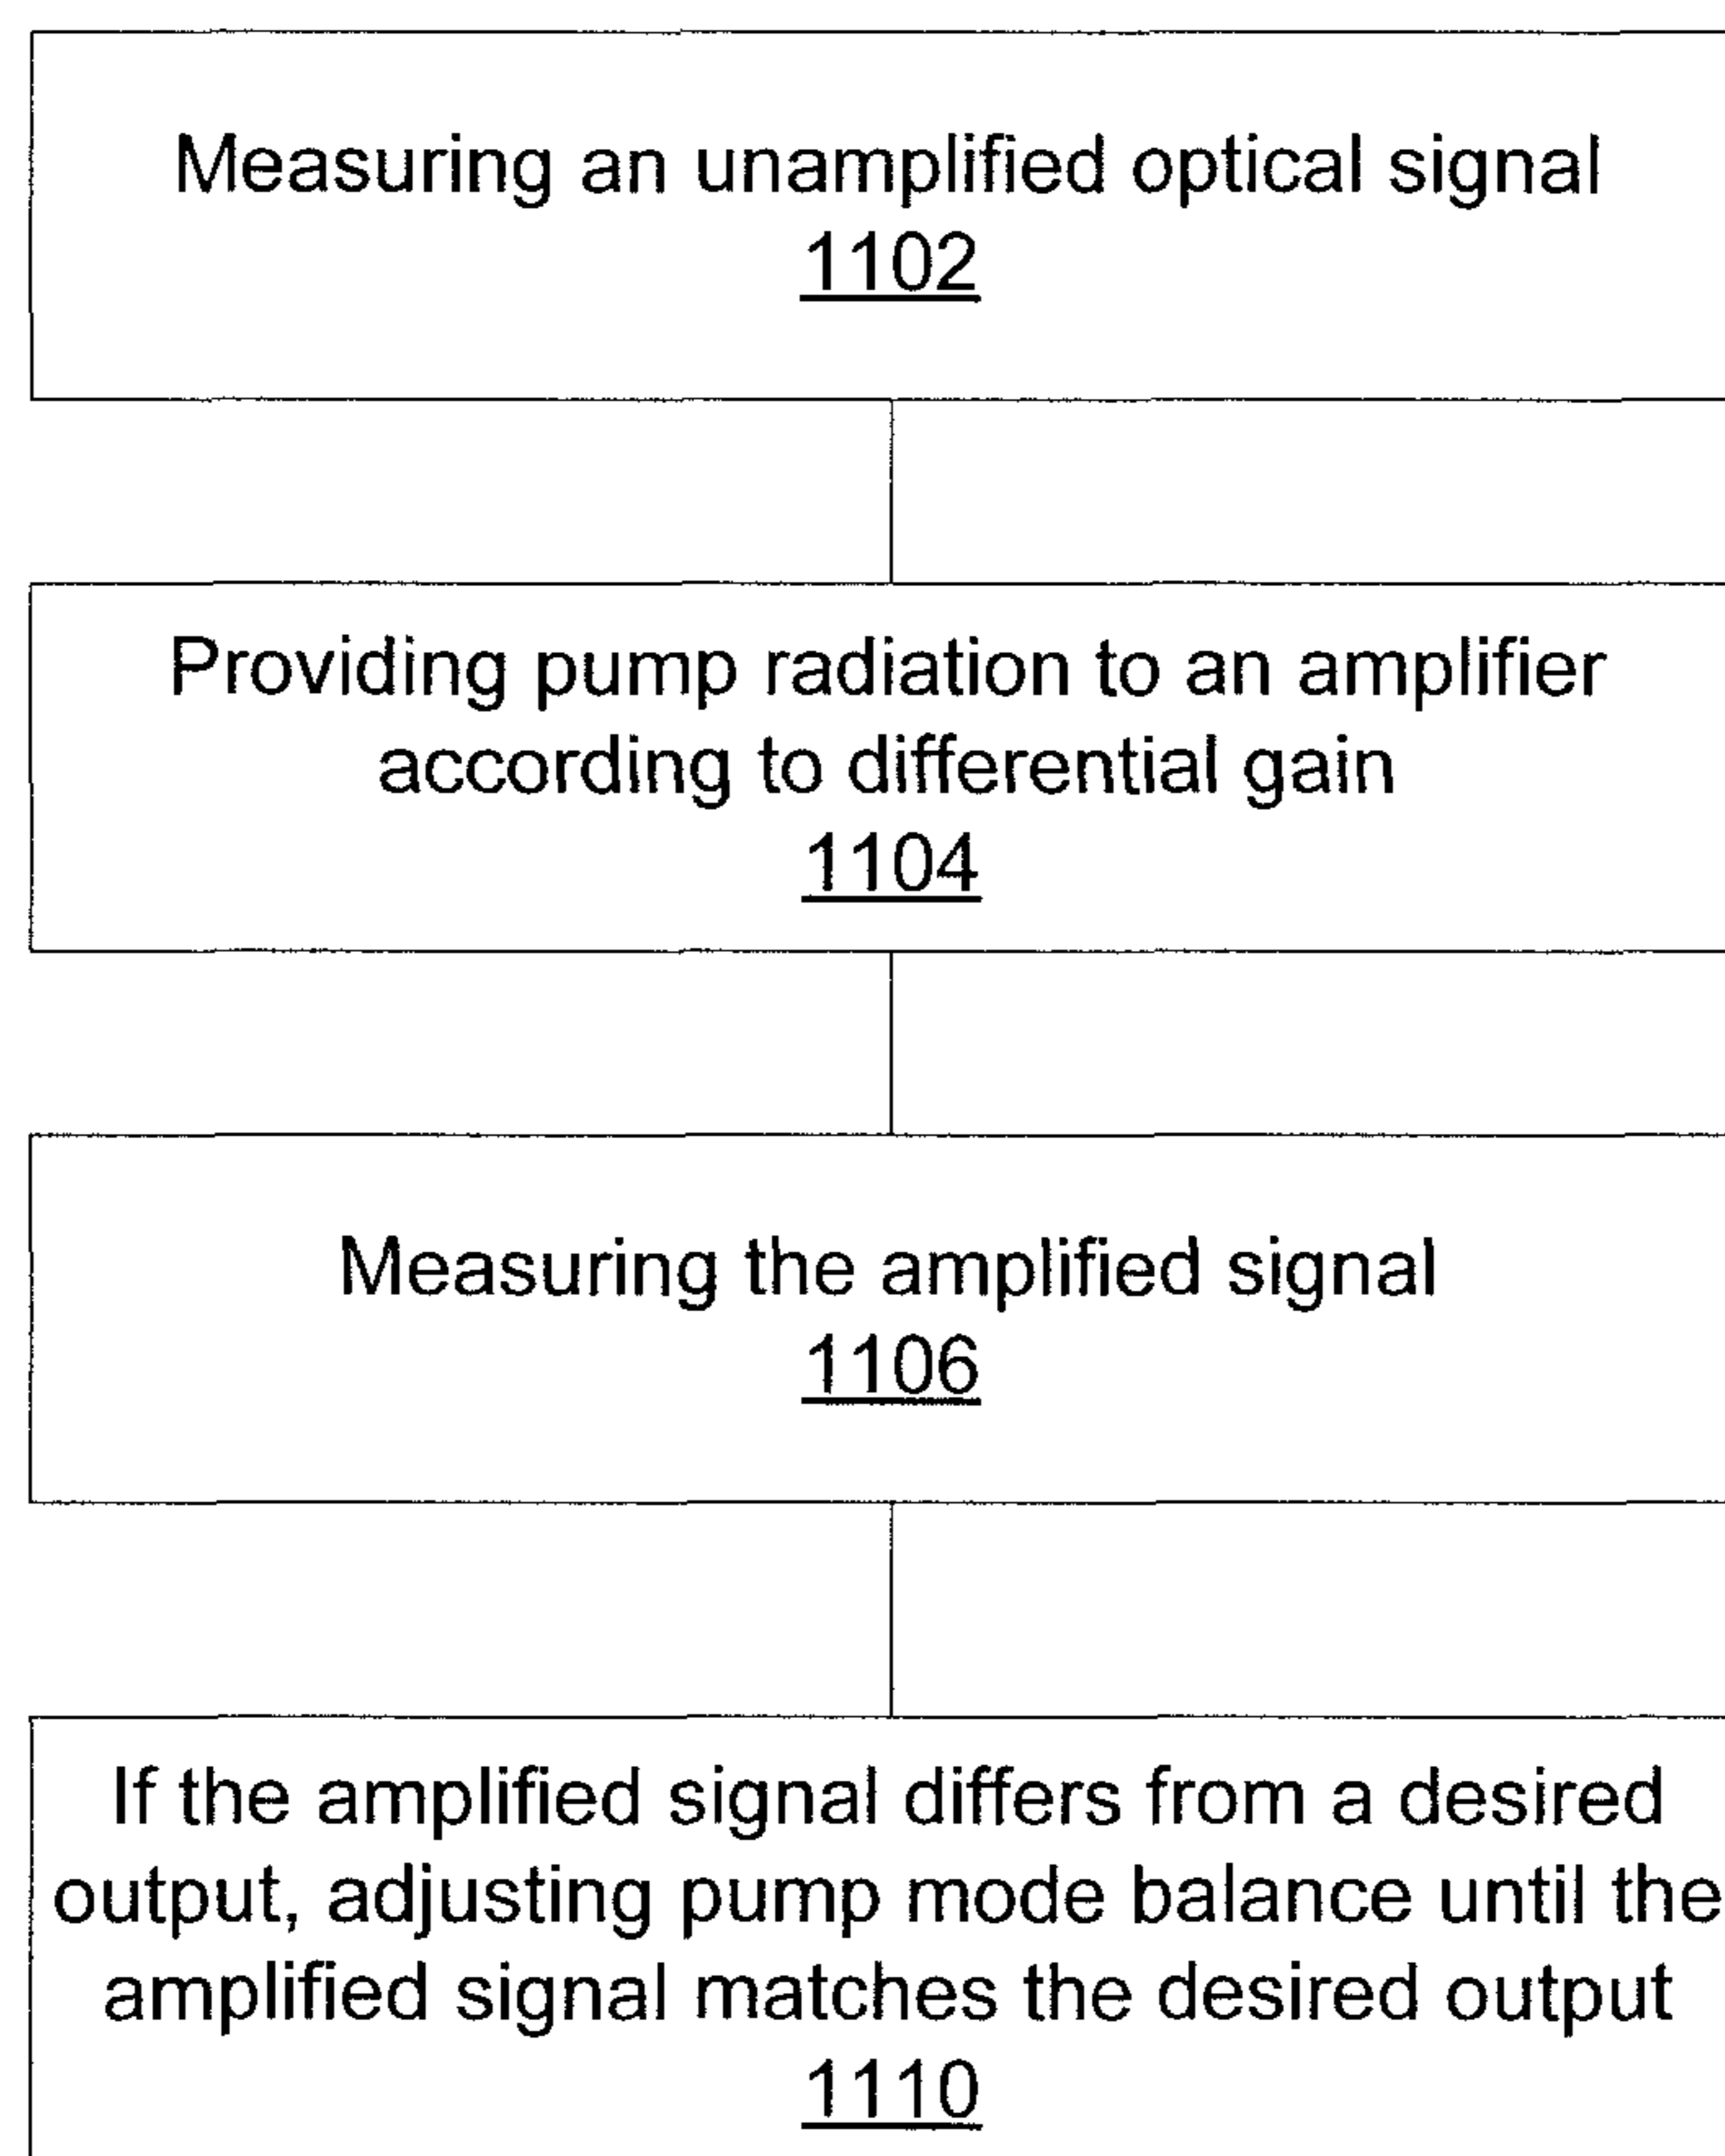 Measuring an unamplified optical signal
1102
Providing pump radiation to an amplifier
according to differential gain
1104
Measuring the amplified signal
1106
If the amplified signal differs from a desired
output, adjusting pump mode balance until the
amplified signal matches the desired output
1110